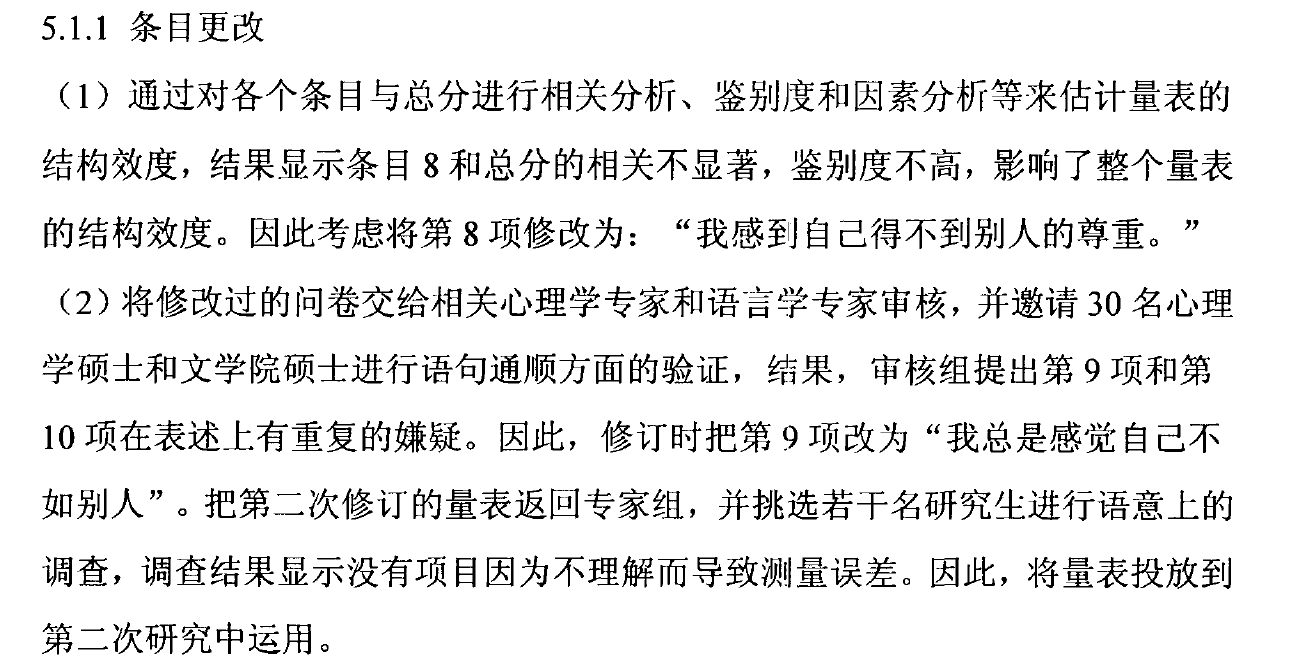 5.1.1 条目更改
（1）通过对各个条目与总分进行相关分析、鉴别度和因素分析等来估计量表的
结构效度，结果显示条目 8 和总分的相关不显著，鉴别度不高，影响了整个量表
的结构效度。因此考虑将第 8 项修改为：“我感到自己得不到别人的尊重。”
（2）将修改过的问卷交给相关心理学专家和语言学专家审核，并邀请 30 名心理
学硕士和文学院硕士进行语句通顺方面的验证，结果，审核组提出第 9 项和第
10 项在表述上有重复的嫌疑。因此，修订时把第 9 项改为“我总是感觉自己不
如别人”。把第二次修订的量表返回专家组，并挑选若干名研究生进行语意上的
调查，调查结果显示没有项目因为不理解而导致测量误差。因此，将量表投放到
第二次研究中运用。